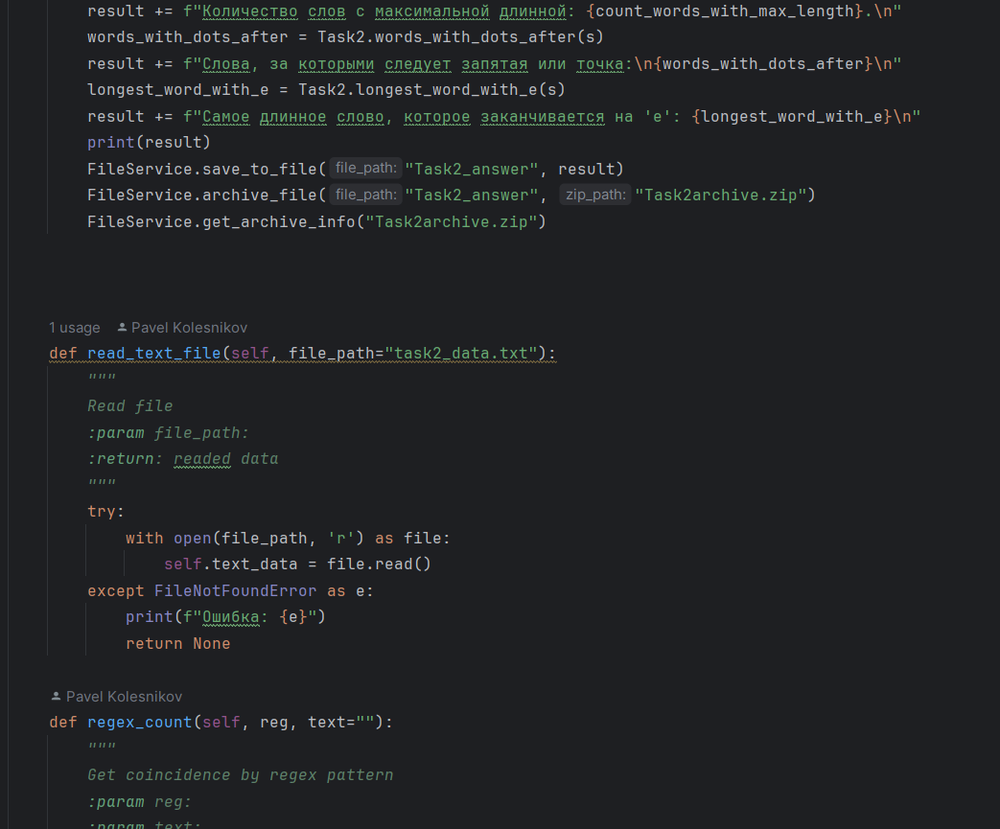 result += f"Количество слов с максимальной длинной: {count_words_with_max_length}.\n"
words_with_dots_after = Task2.words_with_dots_after(s)
result += f"Слова, за которыми следует запятая или точка:\n{words_with_dots_after}\n"
longest_word_with_e = Task2.longest_word_with_e(s)
result += f"Самое длинное слово, которое заканчивается на 'e': {longest_word_with_e}\n"
print(result)
FileService.save_to_file( file_path: "Task2_answer", result)
FileService.archive_file( file_path: "Task2_answer", zip_path: "Task2archive.zip")
FileService.get_archive_info("Task2archive.zip")
1 usage Pavel Kolesnikov
def read_text_file(self, file_path="task2_data.txt"):
"""
Read file
:param file_path:
:return: readed data
"""
try:
with open(file_path, 'r') as file:
self.text_data = file.read()
except FileNotFoundError as e:
print(f"Ошибка: {e}")
return None
Pavel Kolesnikov
def regex_count(self, reg, text=""):
"""
Get coincidence by regex pattern
:param reg:
:param text: